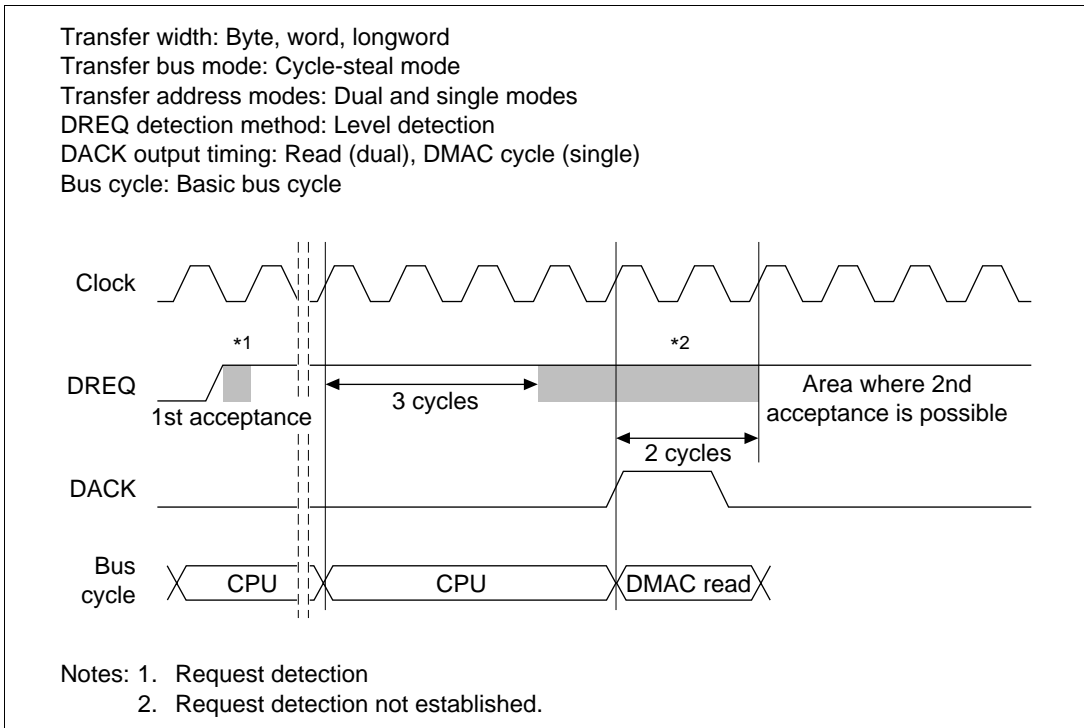 Transfer width: Byte, word, longword
Transfer bus mode: Cycle-steal mode
Transfer address modes: Dual and single modes
DREQ detection method: Level detection
DACK output timing: Read (dual), DMAC cycle (single)
Bus cycle: Basic bus cycle
Clock
*1
*2
DREQ
1st acceptance
3 cycles
Area where 2nd
acceptance is possible
2 cycles
DACK
Bus
cycle
CPU
CPU
DMAC read
Notes: 1. Request detection
2. Request detection not established.